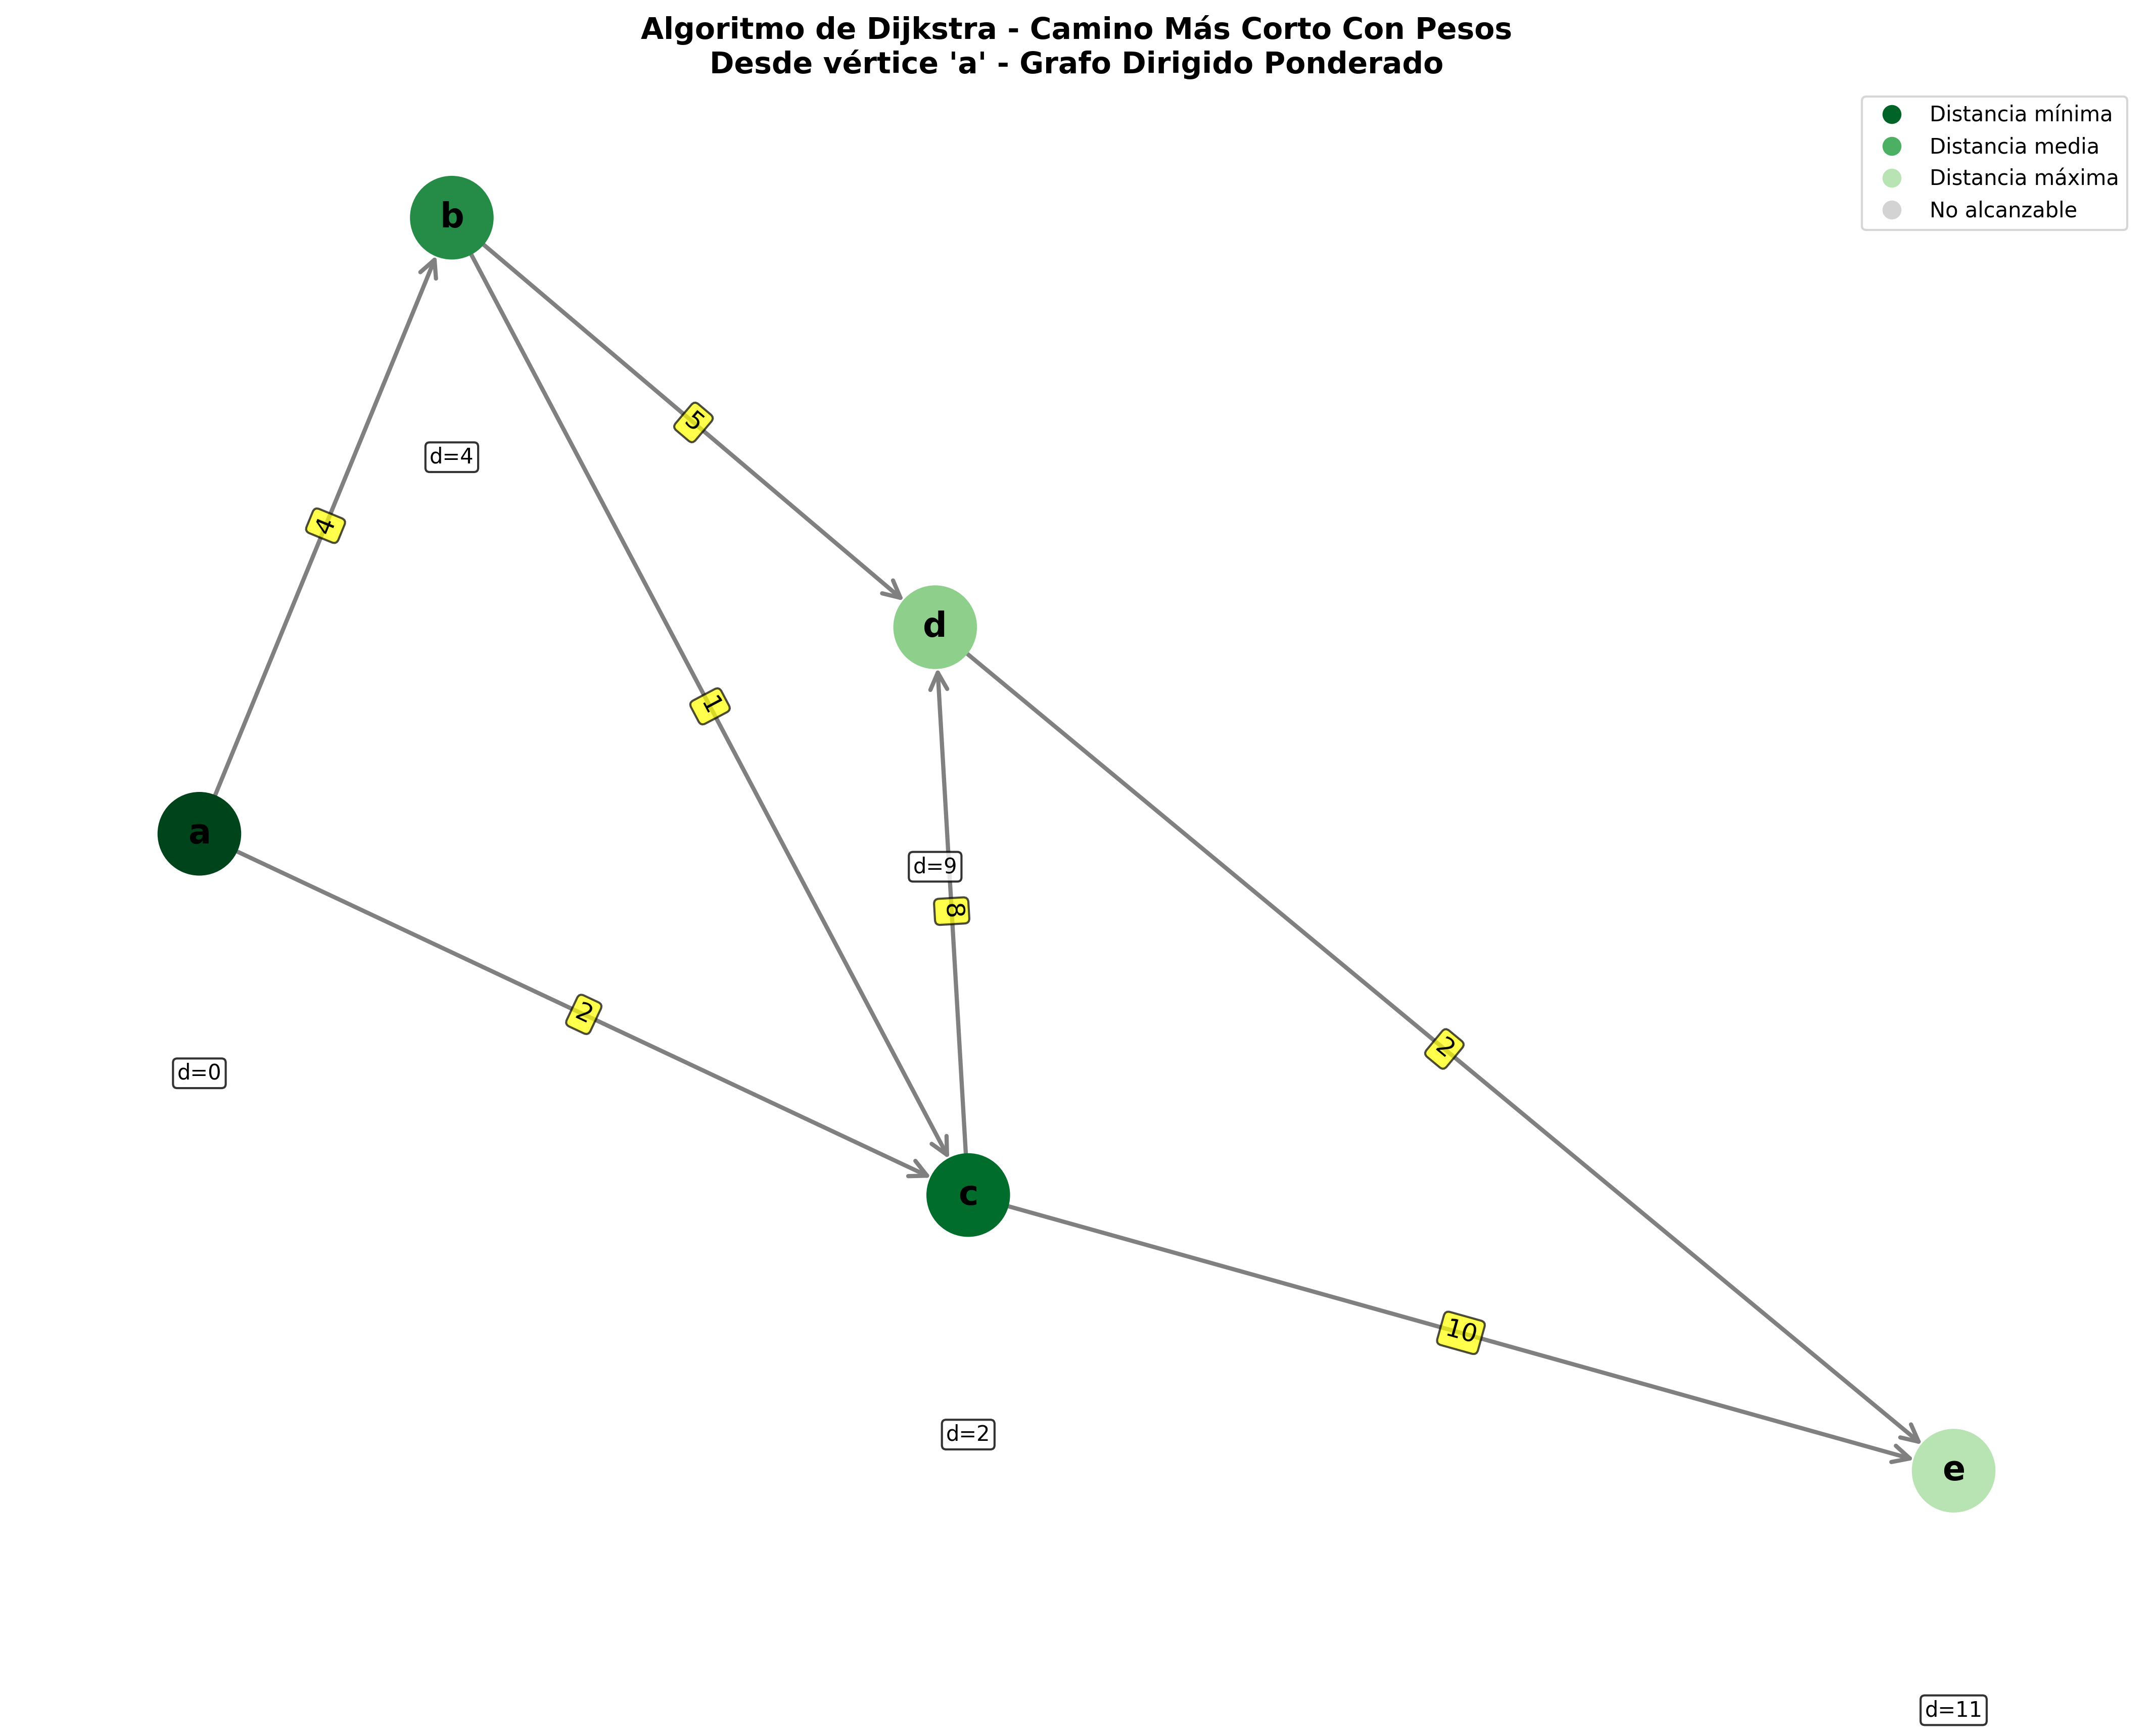 Algoritmo de Dijkstra - Camino Más Corto Con Pesos
Desde vértice 'a' - Grafo Dirigido Ponderado
Distancia mínima
Distancia media
Distancia máxima
No alcanzable
b
5
d=4
4
d
1
a
d=9
8
2
2
d=0
c
10
d=2
e
d=11